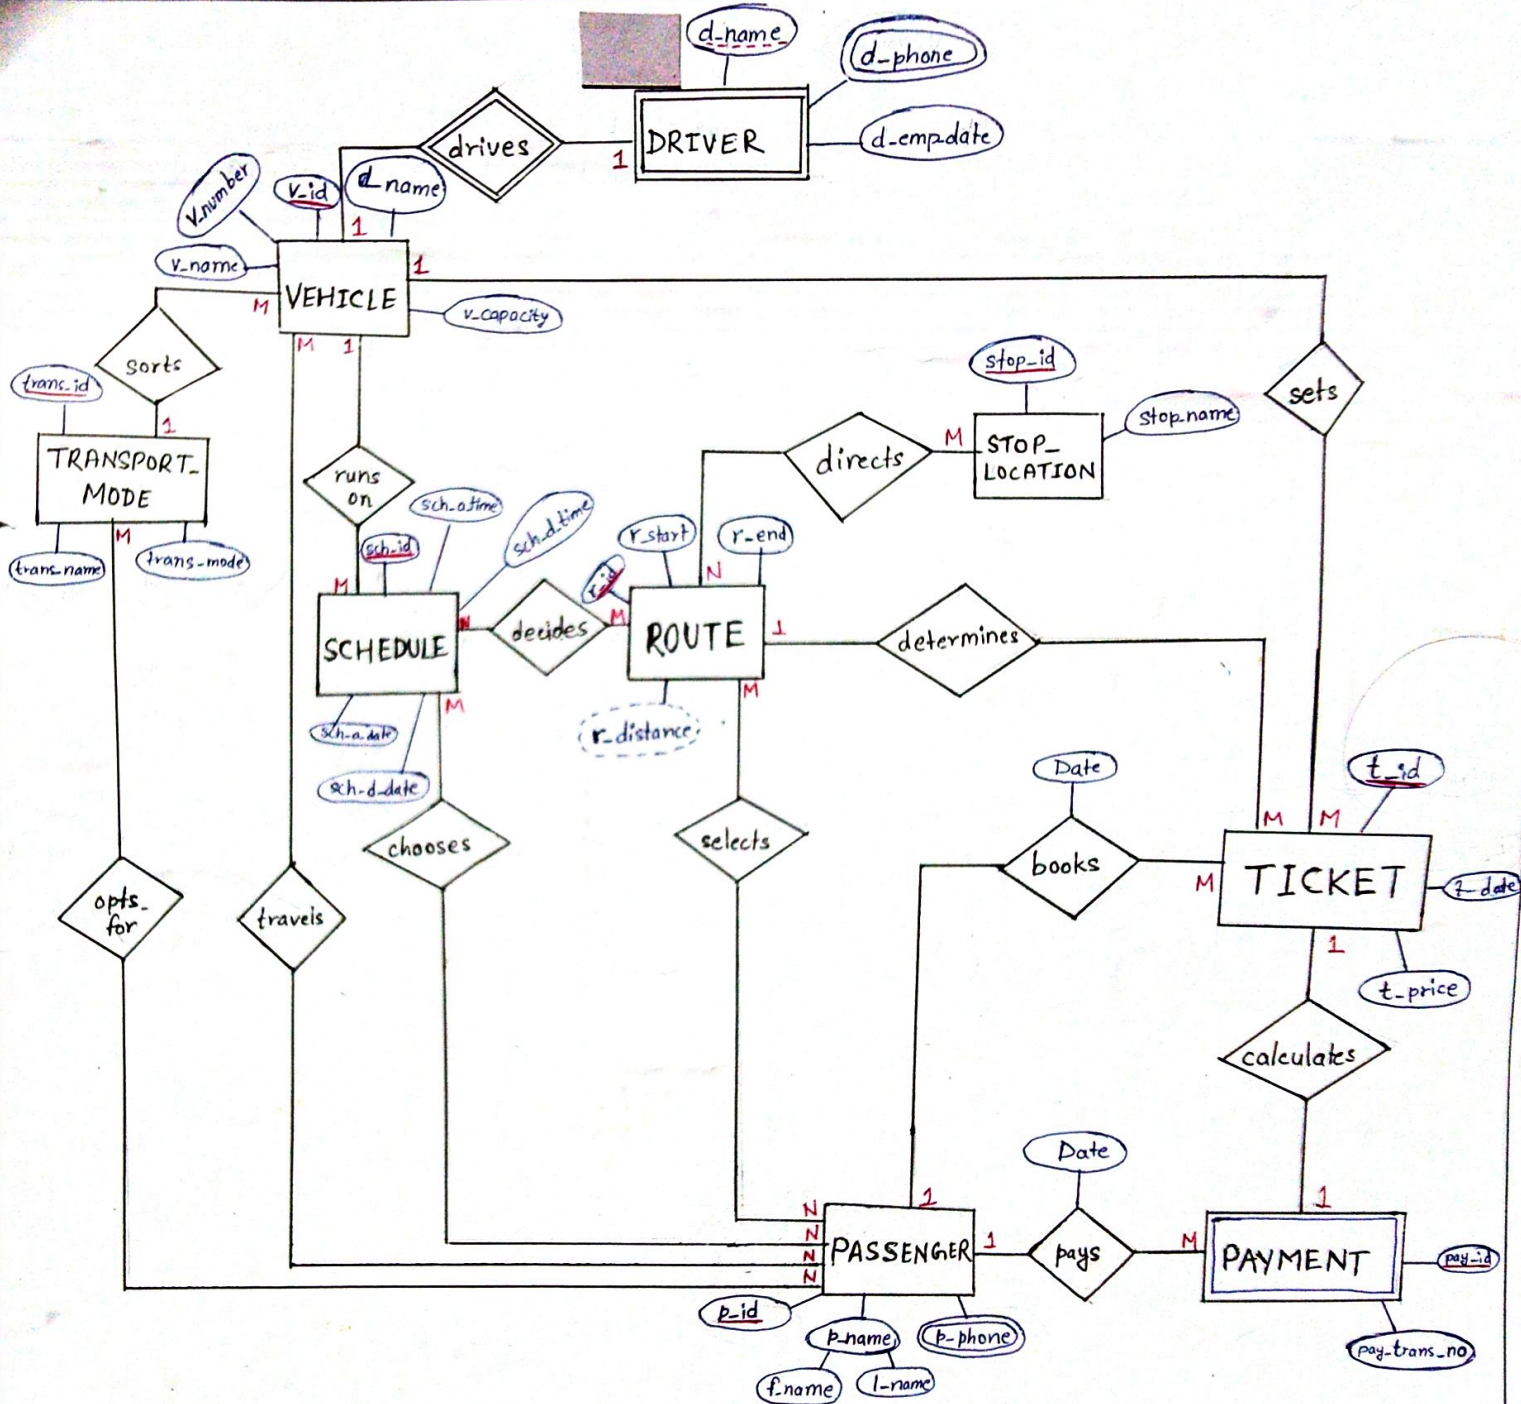 d_name
d_phone
drives
1
DRIVER
d_emp_date
v_number
v_id
d_name
1
v_name
1
M
VEHICLE
v_capacity
M
1
sorts
stop_id
trans_id
sets
stop_name
1
M
directs
STOP_
LOCATION
TRANSPORT_
MODE
runs
on
sch_a_time
sch_d_time
r_start
r_end
M
sch_id
trans_name
trans_mode
N
M
r_id
N
M
decides
ROUTE
1
determines
SCHEDULE
M
M
sch_a_date
r_distance
sch_d_date
Date
t_id
M
M
chooses
selects
books
M
TICKET
t_date
opts_
for
travels
1
t_price
calculates
Date
1
1
N
N
N
N
PASSENGER
1
pays
M
PAYMENT
pay_id
p_id
p_name
p_phone
pay_trans_no
f_name
l_name